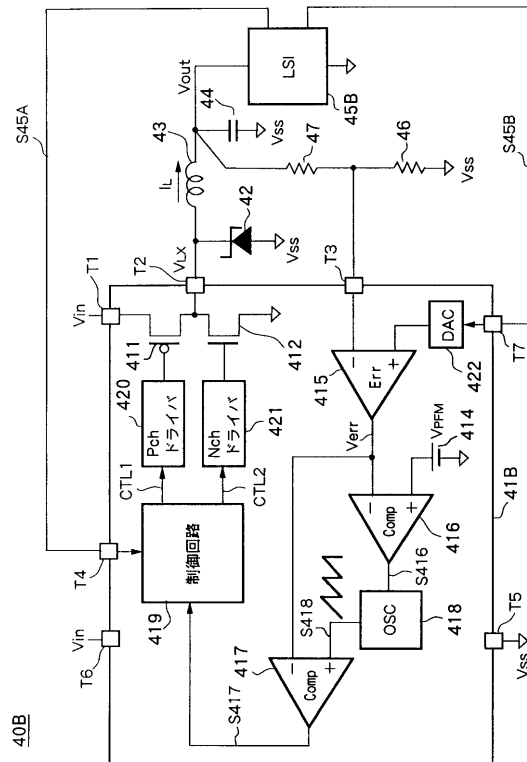 40B
Vin
T6
T4
S45A
Vin
T1
制御回路
419
CTL1
CTL2
420
Pch
ドライバ
Nch
ドライバ
421
411
412
T2
VLX
IL
43
Vout
44
Vss
42
Vss
LSI
45B
47
46
Vss
T3
S45B
S417
417
Comp
S418
OSC
418
S416
Comp
416
Verr
415
Err
VPFM
414
DAC
422
T7
41B
T5
Vss